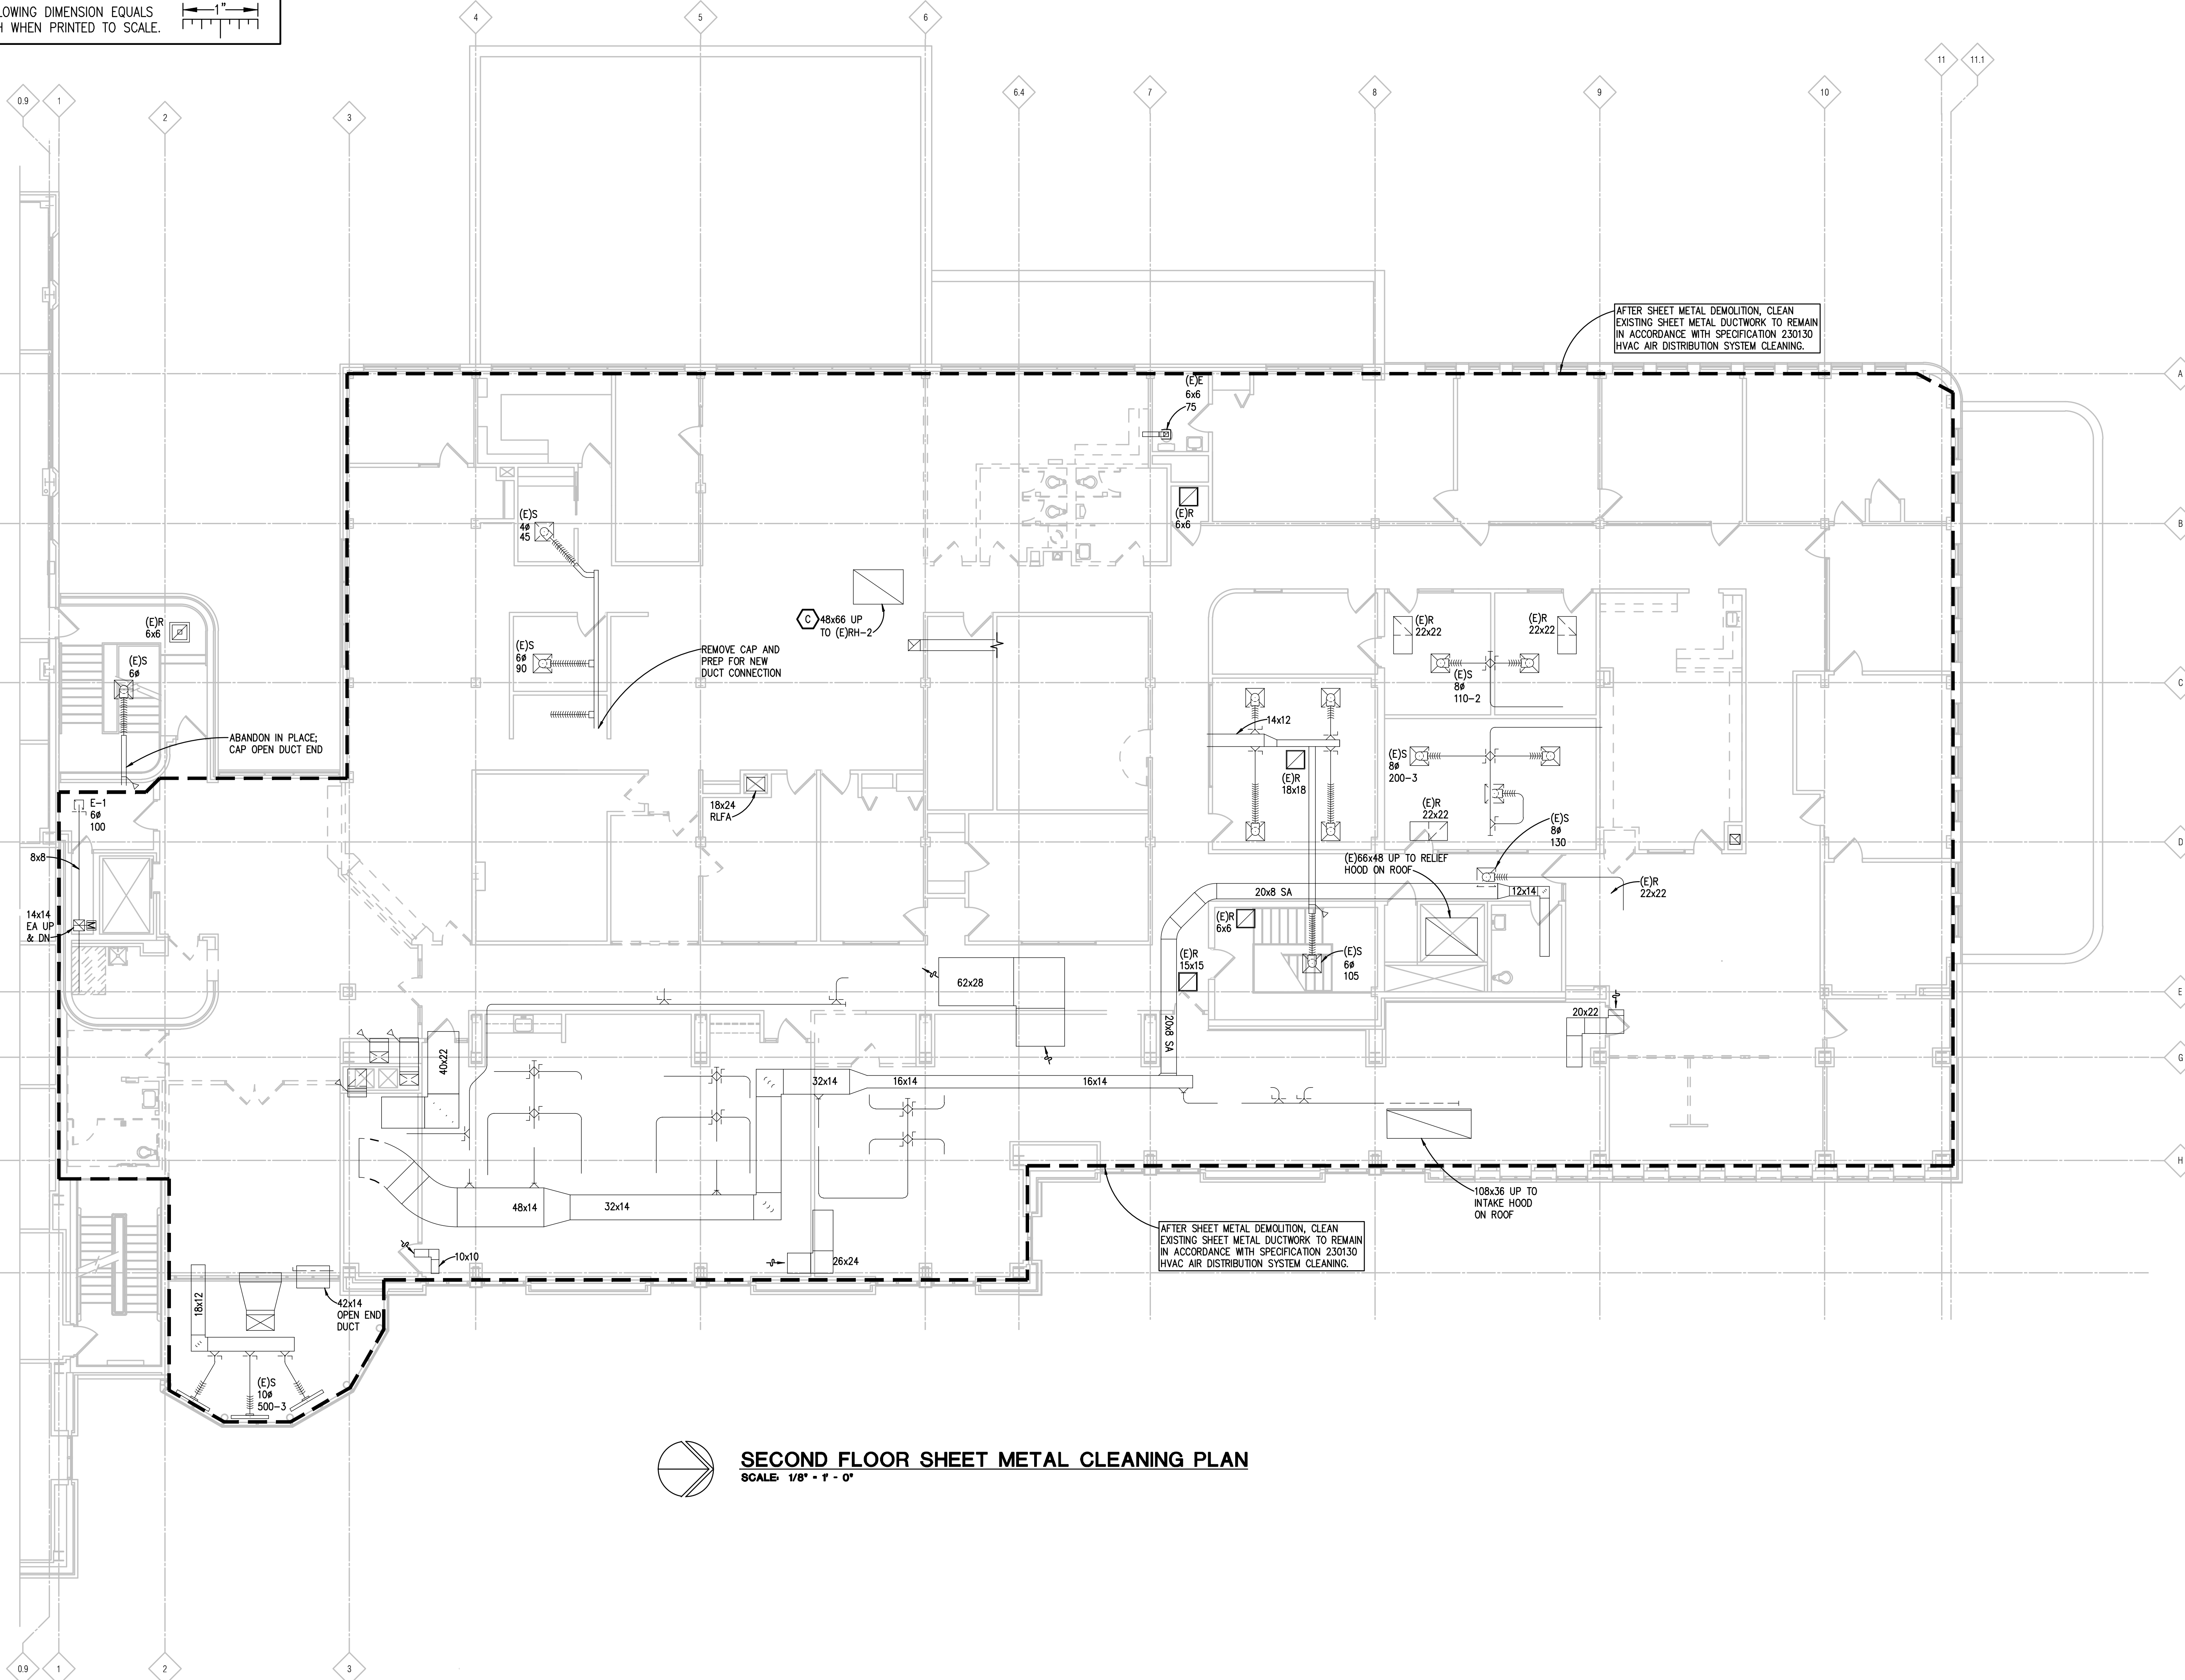 LOWING DIMENSION EQUALS
H WHEN PRINTED TO SCALE.
1"
4
5
6
11
11.1
0.9
1
2
3
6.4
7
8
9
10
AFTER SHEET METAL DEMOLITION, CLEAN
EXISTING SHEET METAL DUCTWORK TO REMAIN
IN ACCORDANCE WITH SPECIFICATION 230130
HVAC AIR DISTRIBUTION SYSTEM CLEANING.
A
(E)E
6x6
75
(E)S
4ø
45
(E)R
6x6
B
(E)R
6x6
(E)S
6ø
C
48x66 UP
TO (E)RH-2
(E)R
22x22
(E)R
22x22
(E)S
6ø
90
REMOVE CAP AND
PREP FOR NEW
DUCT CONNECTION
(E)S
8ø
110-2
C
ABANDON IN PLACE;
CAP OPEN DUCT END
14x12
(E)R
18x18
(E)S
8ø
200-3
E-1
6ø
100
18x24
RLFA
(E)R
22x22
(E)S
8ø
130
D
8x8
(E)66x48 UP TO RELIEF
HOOD ON ROOF
20x8 SA
12x14
(E)R
22x22
14x14
EA UP
& DN
M
(E)R
6x6
(E)R
15x15
(E)S
6ø
105
62x28
E
20x22
20x8 SA
40x22
G
32x14
16x14
16x14
H
48x14
32x14
108x36 UP TO
INTAKE HOOD
ON ROOF
AFTER SHEET METAL DEMOLITION, CLEAN
EXISTING SHEET METAL DUCTWORK TO REMAIN
IN ACCORDANCE WITH SPECIFICATION 230130
HVAC AIR DISTRIBUTION SYSTEM CLEANING.
10x10
26x24
18x12
42x14
OPEN END
DUCT
(E)S
10ø
500-3
SECOND FLOOR SHEET METAL CLEANING PLAN
SCALE: 1/8" = 1' - 0"
0.9
1
2
3